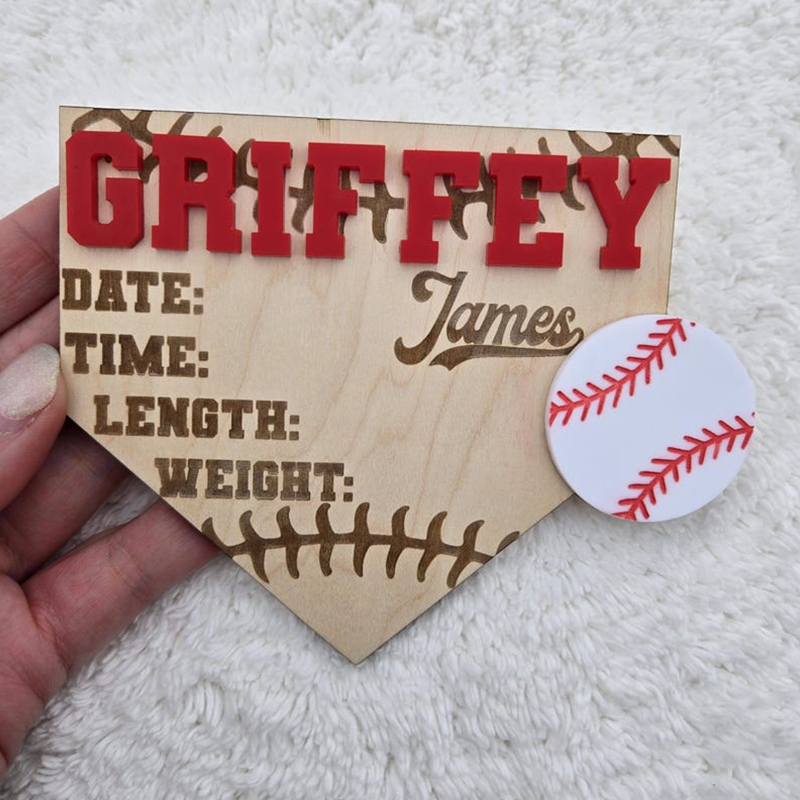 GRIFFEY
James
DATE:
TIME:
LENGTH:
WEIGHT: